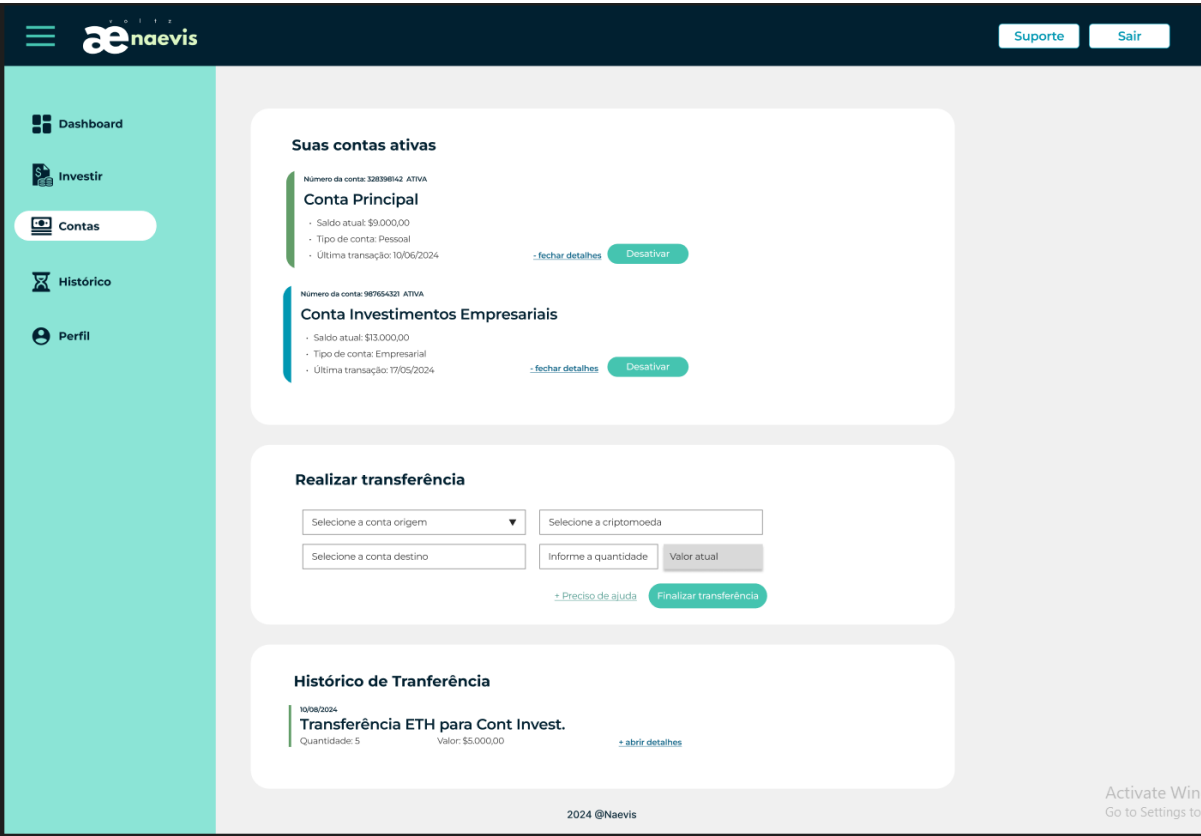 volts
ænaevis
Suporte
Sair
Dashboard
Investir
Contas
Histórico
Perfil
Suas contas ativas
Número da conta: 328398142 ATIVA
Conta Principal
• Saldo atual: $9.000,00
• Tipo de conta: Pessoal
• Última transação: 10/06/2024
- fechar detalhes
Desativar
Número da conta: 987654321 ATIVA
Conta Investimentos Empresariais
• Saldo atual: $13.000,00
• Tipo de conta: Empresarial
• Última transação: 17/05/2024
- fechar detalhes
Desativar
Realizar transferência
Selecione a conta origem
Selecione a criptomoeda
Selecione a conta destino
Informe a quantidade
Valor atual
+ Preciso de ajuda
Finalizar transferência
Histórico de Tranferência
10/08/2024
Transferência ETH para Cont Invest.
Quantidade: 5
Valor: $5.000,00
+ abrir detalhes
2024 @Naevis
Activate Win
Go to Settings to